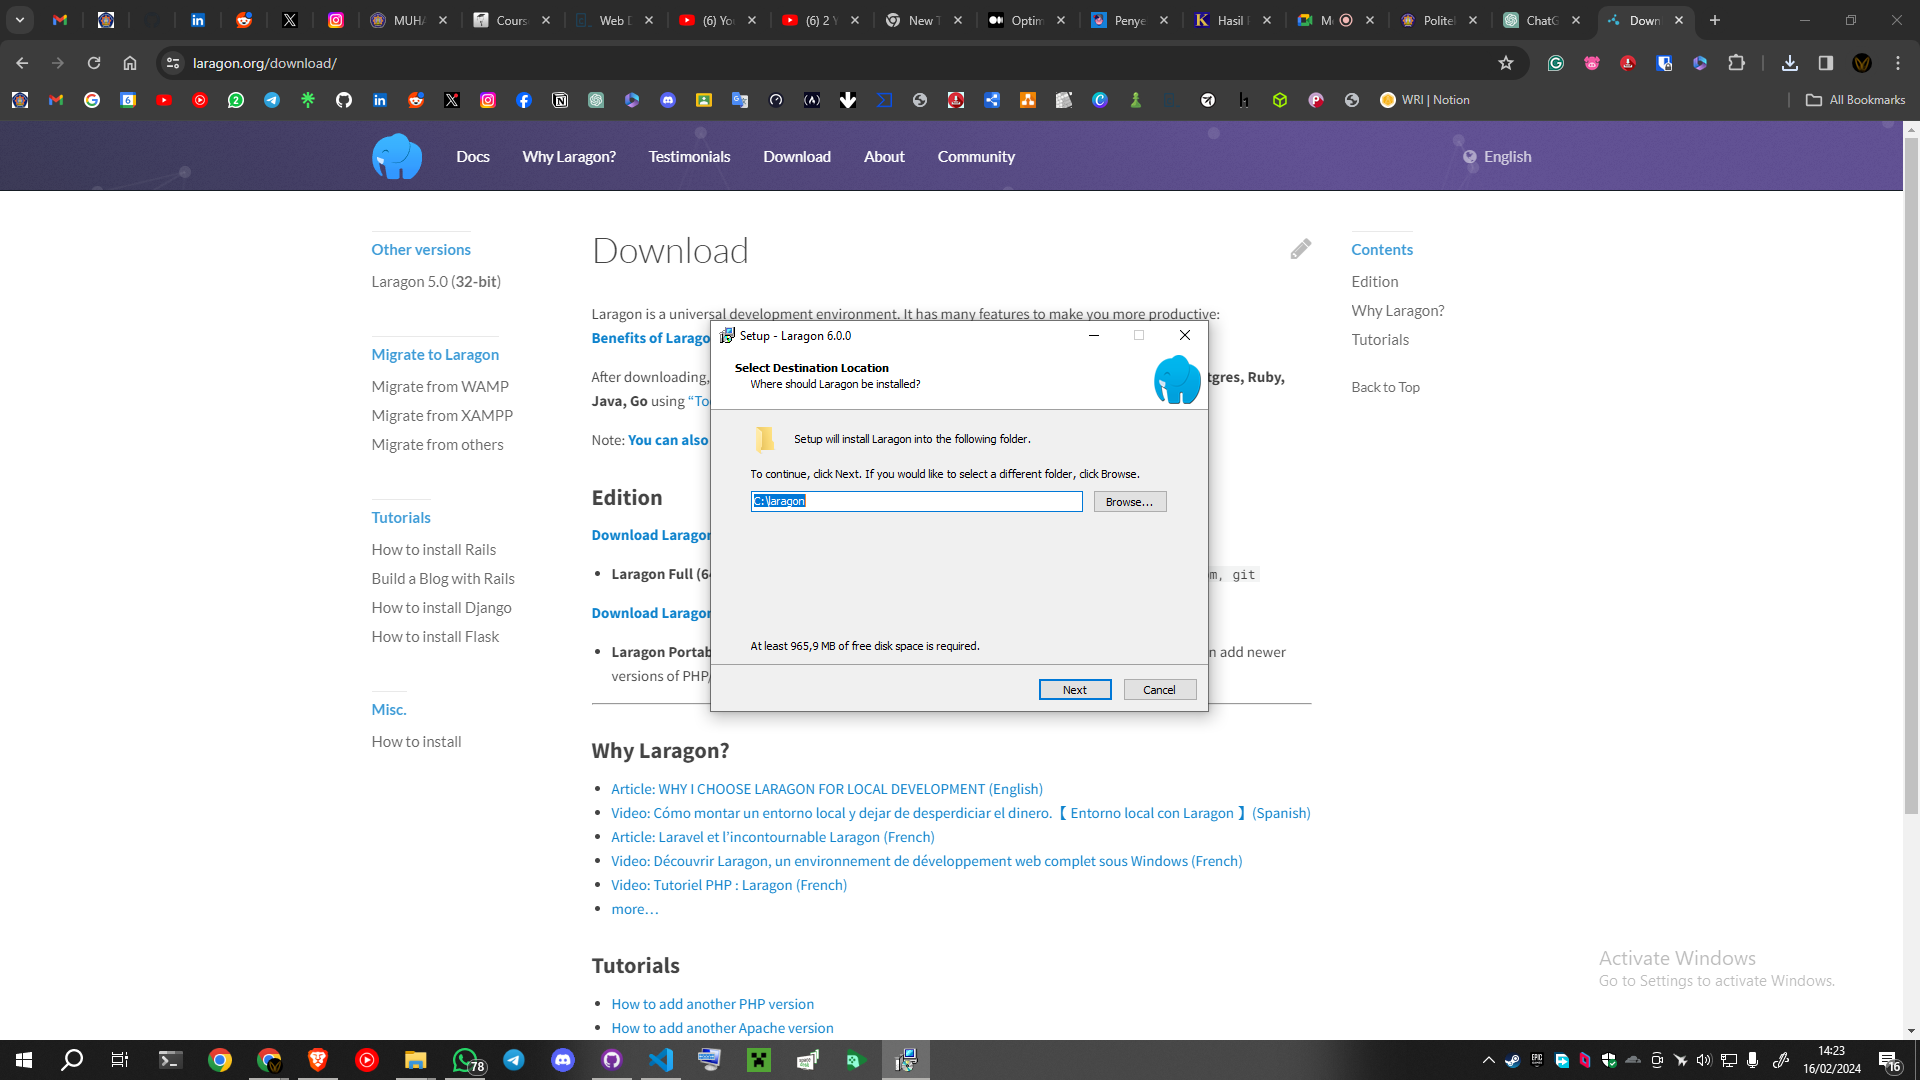 MUHA
Cours
Web D
(6) Yo
(6) 2 Y
New T
Optim
Penye
Hasil
Politek
ChatG
Down
laragon.org/download/
WRI | Notion
All Bookmarks
Docs
Why Laragon?
Testimonials
Download
About
Community
English
Other versions
Laragon 5.0 (32-bit)
Migrate to Laragon
Migrate from WAMP
Migrate from XAMPP
Migrate from others
Tutorials
How to install Rails
Build a Blog with Rails
How to install Django
How to install Flask
Misc.
How to install
Download
Laragon is a universal development environment. It has many features to make you more productive:
Benefits of Larago
After downloading,
tgres, Ruby,
Java, Go using “To
Note: You can also
Edition
Download Laragon
Laragon Full (6
m, git
Download Laragon
Laragon Portab
n add newer
versions of PHP/
Setup - Laragon 6.0.0
Select Destination Location
Where should Laragon be installed?
Setup will install Laragon into the following folder.
To continue, click Next. If you would like to select a different folder, click Browse.
C:\laragon
Browse...
At least 965,9 MB of free disk space is required.
Next
Cancel
Why Laragon?
Article: WHY I CHOOSE LARAGON FOR LOCAL DEVELOPMENT (English)
Video: Cómo montar un entorno local y dejar de desperdiciar el dinero.【 Entorno local con Laragon 】(Spanish)
Article: Laravel et l’incontournable Laragon (French)
Video: Découvrir Laragon, un environnement de développement web complet sous Windows (French)
Video: Tutoriel PHP : Laragon (French)
more…
Tutorials
How to add another PHP version
How to add another Apache version
Contents
Edition
Why Laragon?
Tutorials
Back to Top
Activate Windows
Go to Settings to activate Windows.
78
14:23
16/02/2024
16